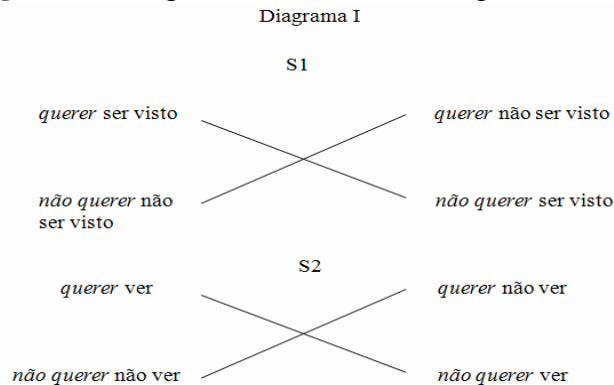 Diagrama I
S1
querer ser visto
querer não ser visto
não querer não
ser visto
não querer ser visto
S2
querer ver
querer não ver
não querer não ver
não querer ver